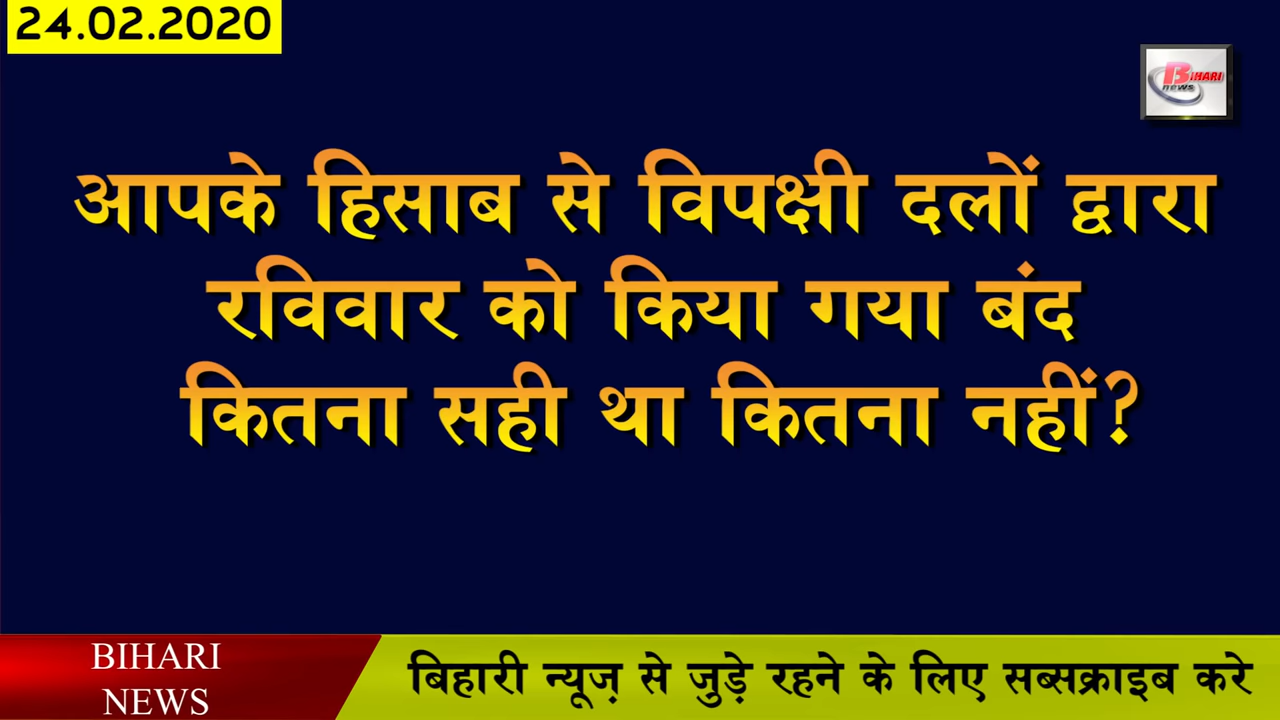 24.02.2020
BIHARI
news
आपके हिसाब से विपक्षी दलों द्वारा
रविवार को किया गया बंद
कितना सही था कितना नहीं?
BIHARI
NEWS
बिहारी न्यूज़ से जुड़े रहने के लिए सब्सक्राइब करे